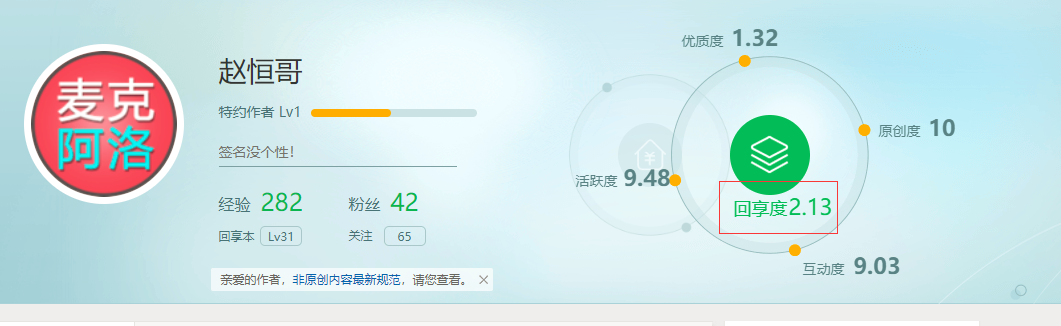 麦克
阿洛
赵恒哥
特约作者 Lv1
签名没个性！
经验 282 粉丝 42
回享本 Lv31 关注 65
亲爱的作者，非原创内容最新规范，请您查看。
优质度 1.32
原创度 10
活跃度 9.48
¥
回享度2.13
互动度 9.03